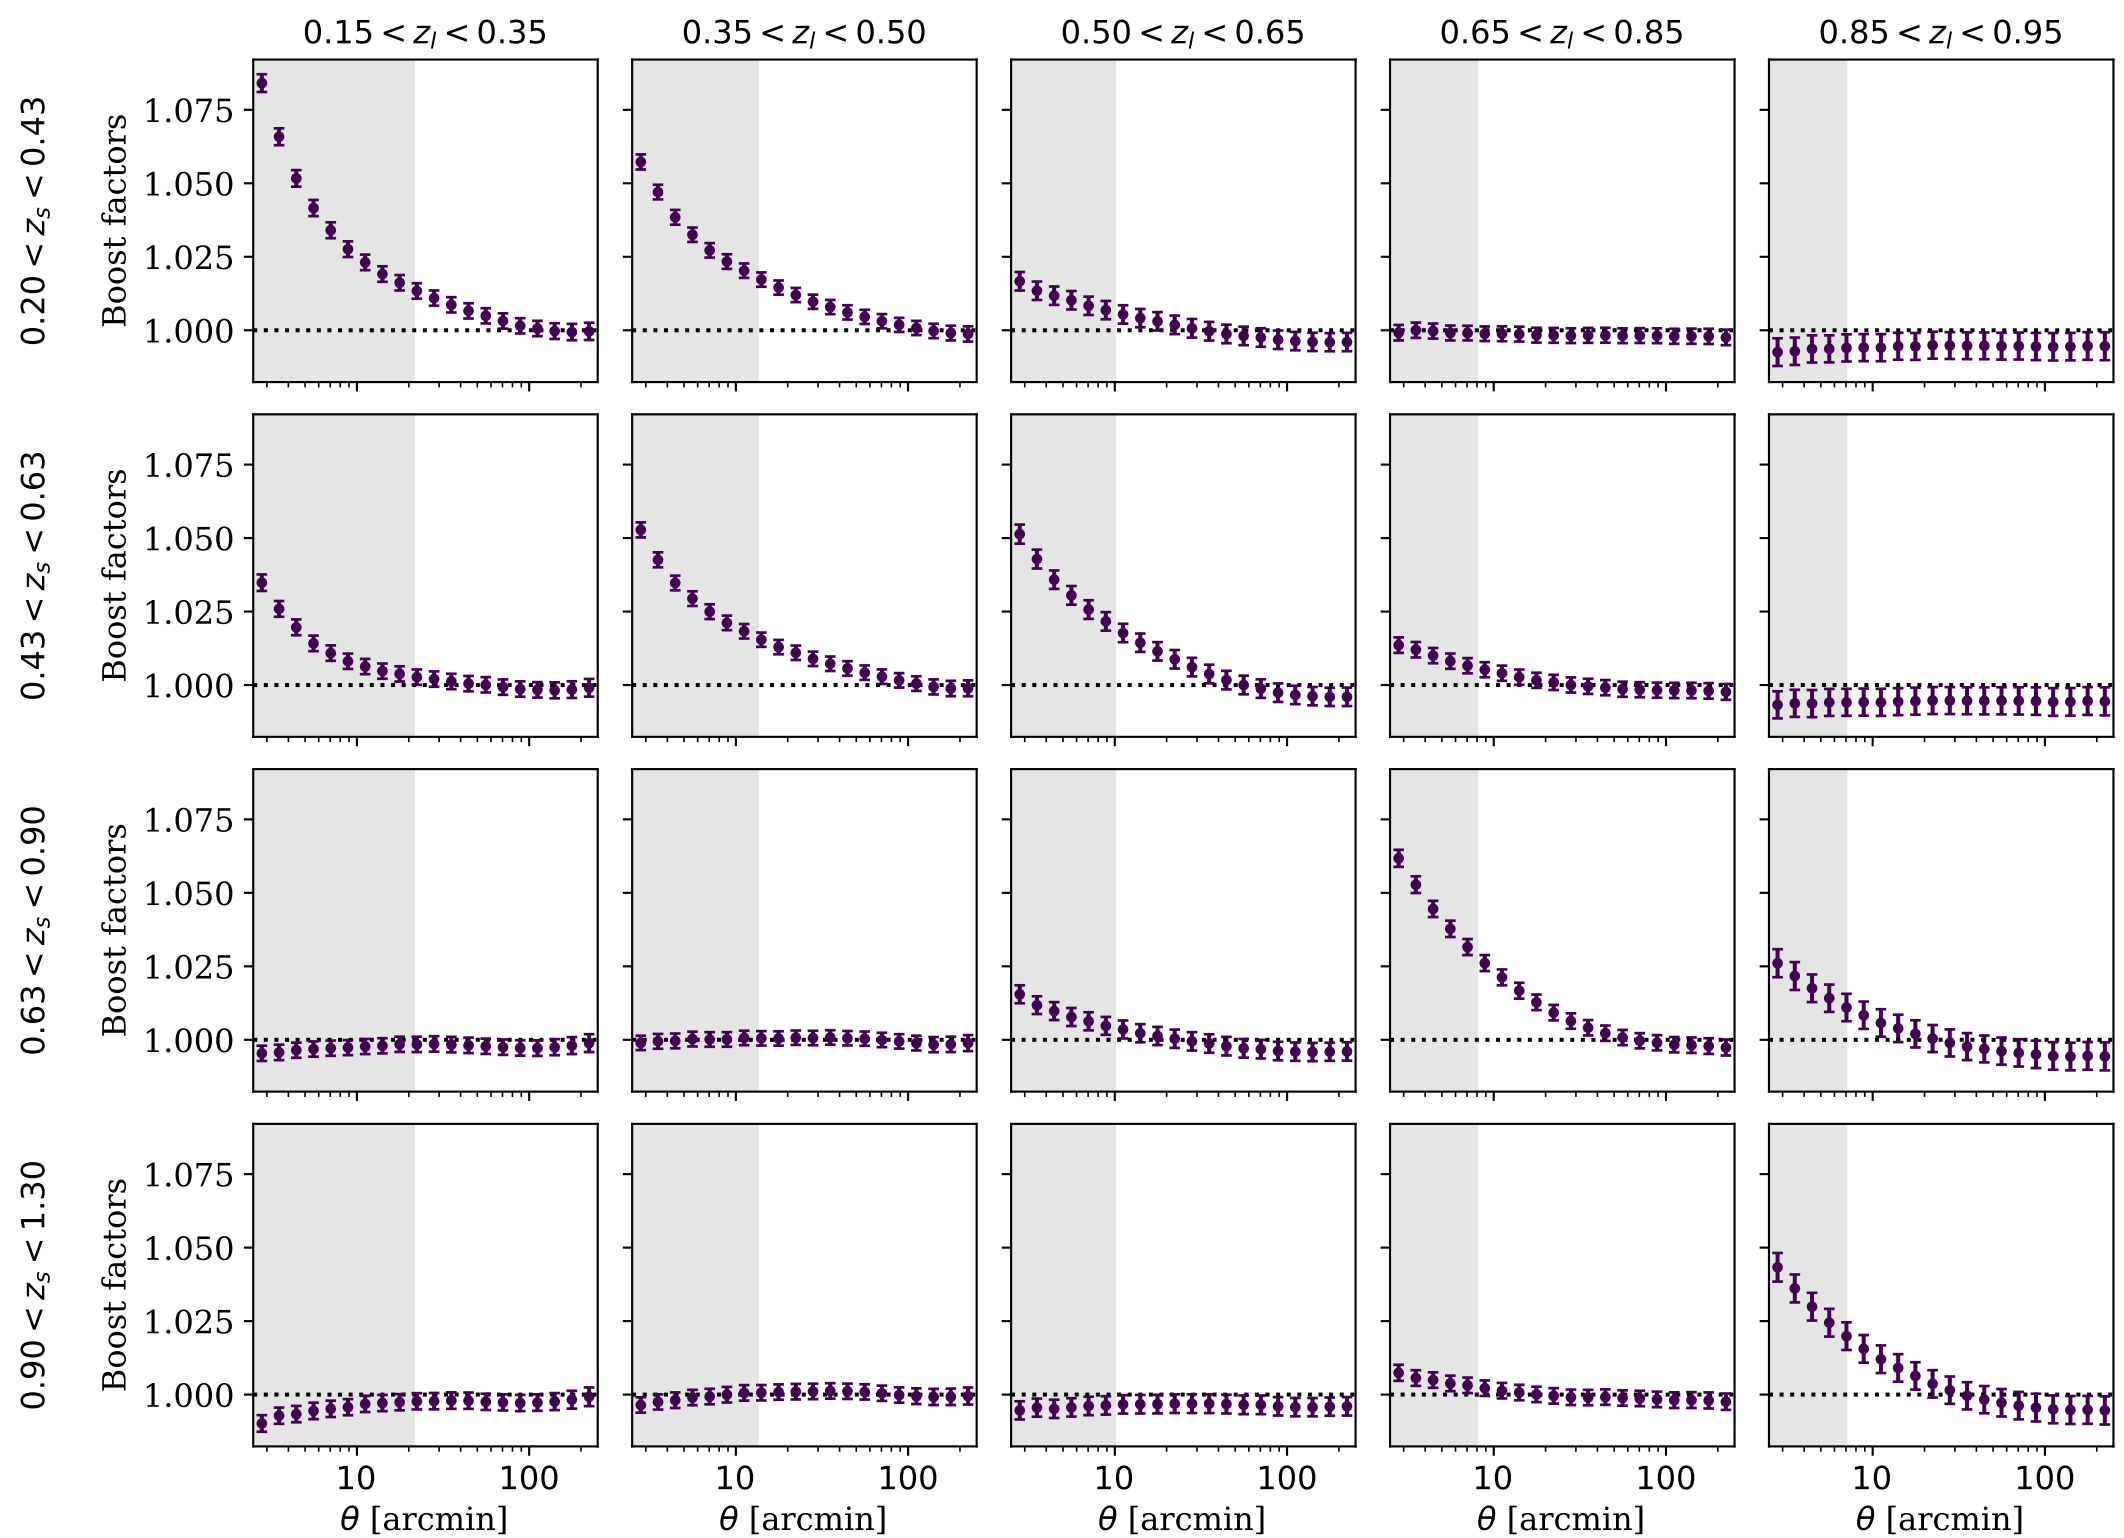 0.15 < z_l < 0.35
0.35 < z_l < 0.50
0.50 < z_l < 0.65
0.65 < z_l < 0.85
0.85 < z_l < 0.95
0.20 < z_s < 0.43
Boost factors
1.075
1.050
1.025
1.000
0.43 < z_s < 0.63
Boost factors
1.075
1.050
1.025
1.000
0.63 < z_s < 0.90
Boost factors
1.075
1.050
1.025
1.000
0.90 < z_s < 1.30
Boost factors
1.075
1.050
1.025
1.000
10 100
10 100
10 100
10 100
10 100
θ [arcmin]
θ [arcmin]
θ [arcmin]
θ [arcmin]
θ [arcmin]